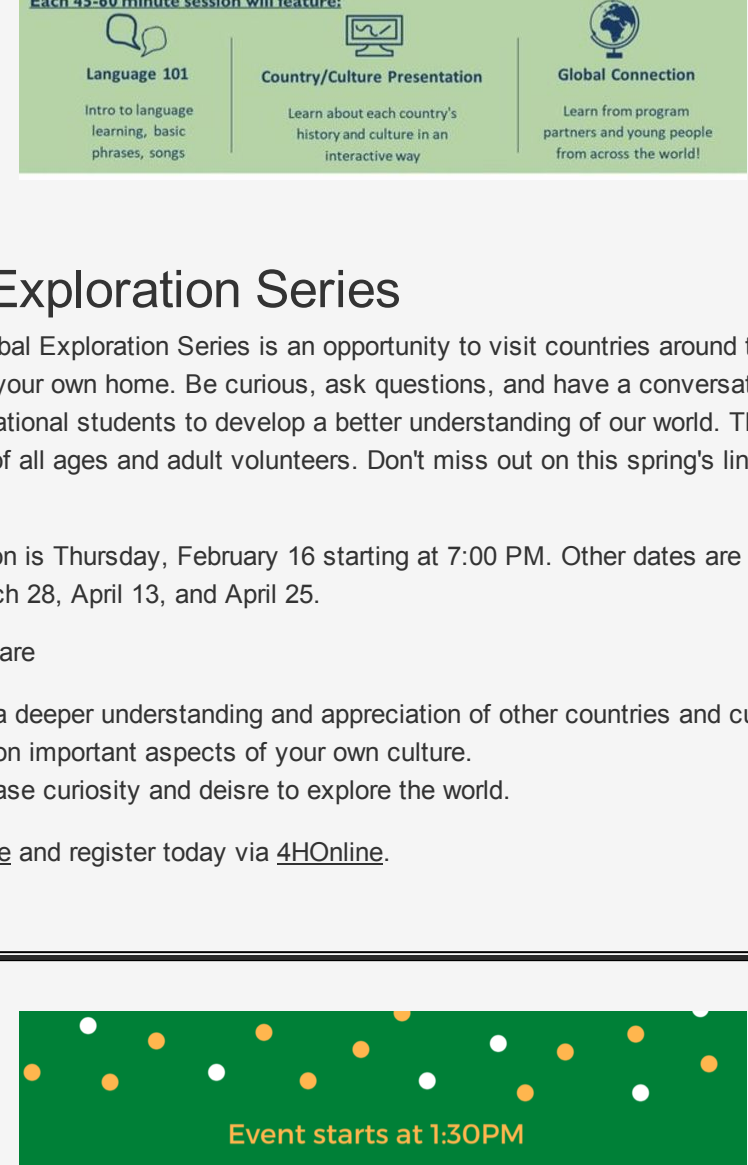 Each 45-60 minute session will feature:
Language 101
Intro to language
learning, basic
phrases, songs
Country/Culture Presentation
Learn about each country's
history and culture in an
interactive way
Global Connection
Learn from program
partners and young people
from across the world!
Exploration Series
bal Exploration Series is an opportunity to visit countries around t
your own home. Be curious, ask questions, and have a conversat
ational students to develop a better understanding of our world. Th
of all ages and adult volunteers. Don't miss out on this spring's lin
on is Thursday, February 16 starting at 7:00 PM. Other dates are
ch 28, April 13, and April 25.
are
a deeper understanding and appreciation of other countries and cu
on important aspects of your own culture.
ase curiosity and deisre to explore the world.
e and register today via 4HOnline.
Event starts at 1:30PM